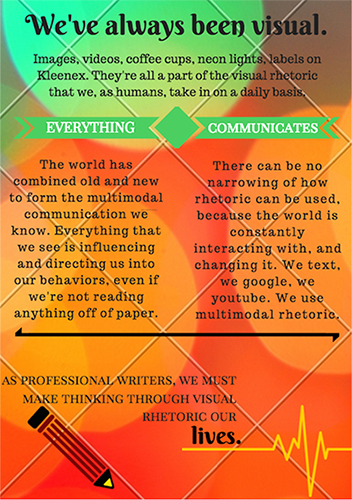 We've always been visual.
Images, videos, coffee cups, neon lights, labels on
Kleenex. They're all a part of the visual rhetoric
that we, as humans, take in on a daily basis.
EVERYTHING COMMUNICATES
The world has
combined old and new
to form the multimodal
communication we
know. Everything that
we see is influencing
and directing us into
our behaviors, even if
we're not reading
anything off of paper.
There can be no
narrowing of how
rhetoric can be used,
because the world is
constantly
interacting with, and
changing it. We text,
we google, we
youtube. We use
multimodal rhetoric.
AS PROFESSIONAL WRITERS, WE MUST
MAKE THINKING THROUGH VISUAL
RHETORIC OUR
lives.